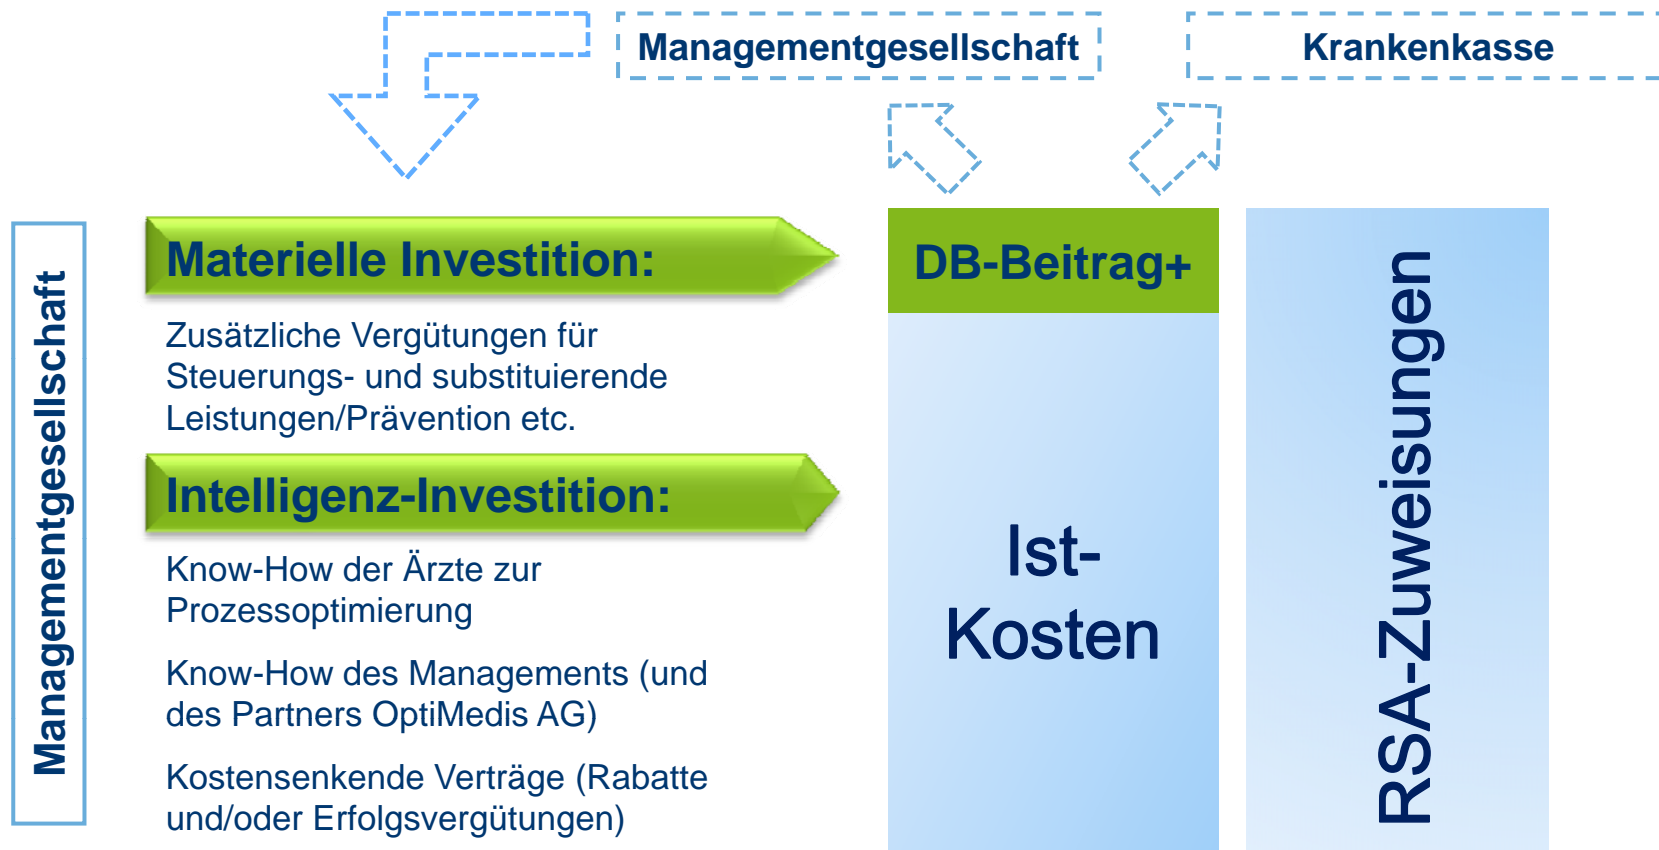 Managementgesellschaft
Krankenkasse
Managementgesellschaft
Materielle Investition:
Zusätzliche Vergütungen für
Steuerungs- und substituierende
Leistungen/Prävention etc.
Intelligenz-Investition:
Know-How der Ärzte zur
Prozessoptimierung
Know-How des Managements (und
des Partners OptiMedis AG)
Kostensenkende Verträge (Rabatte
und/oder Erfolgsvergütungen)
DB-Beitrag+
Ist-
Kosten
RSA-Zuweisungen